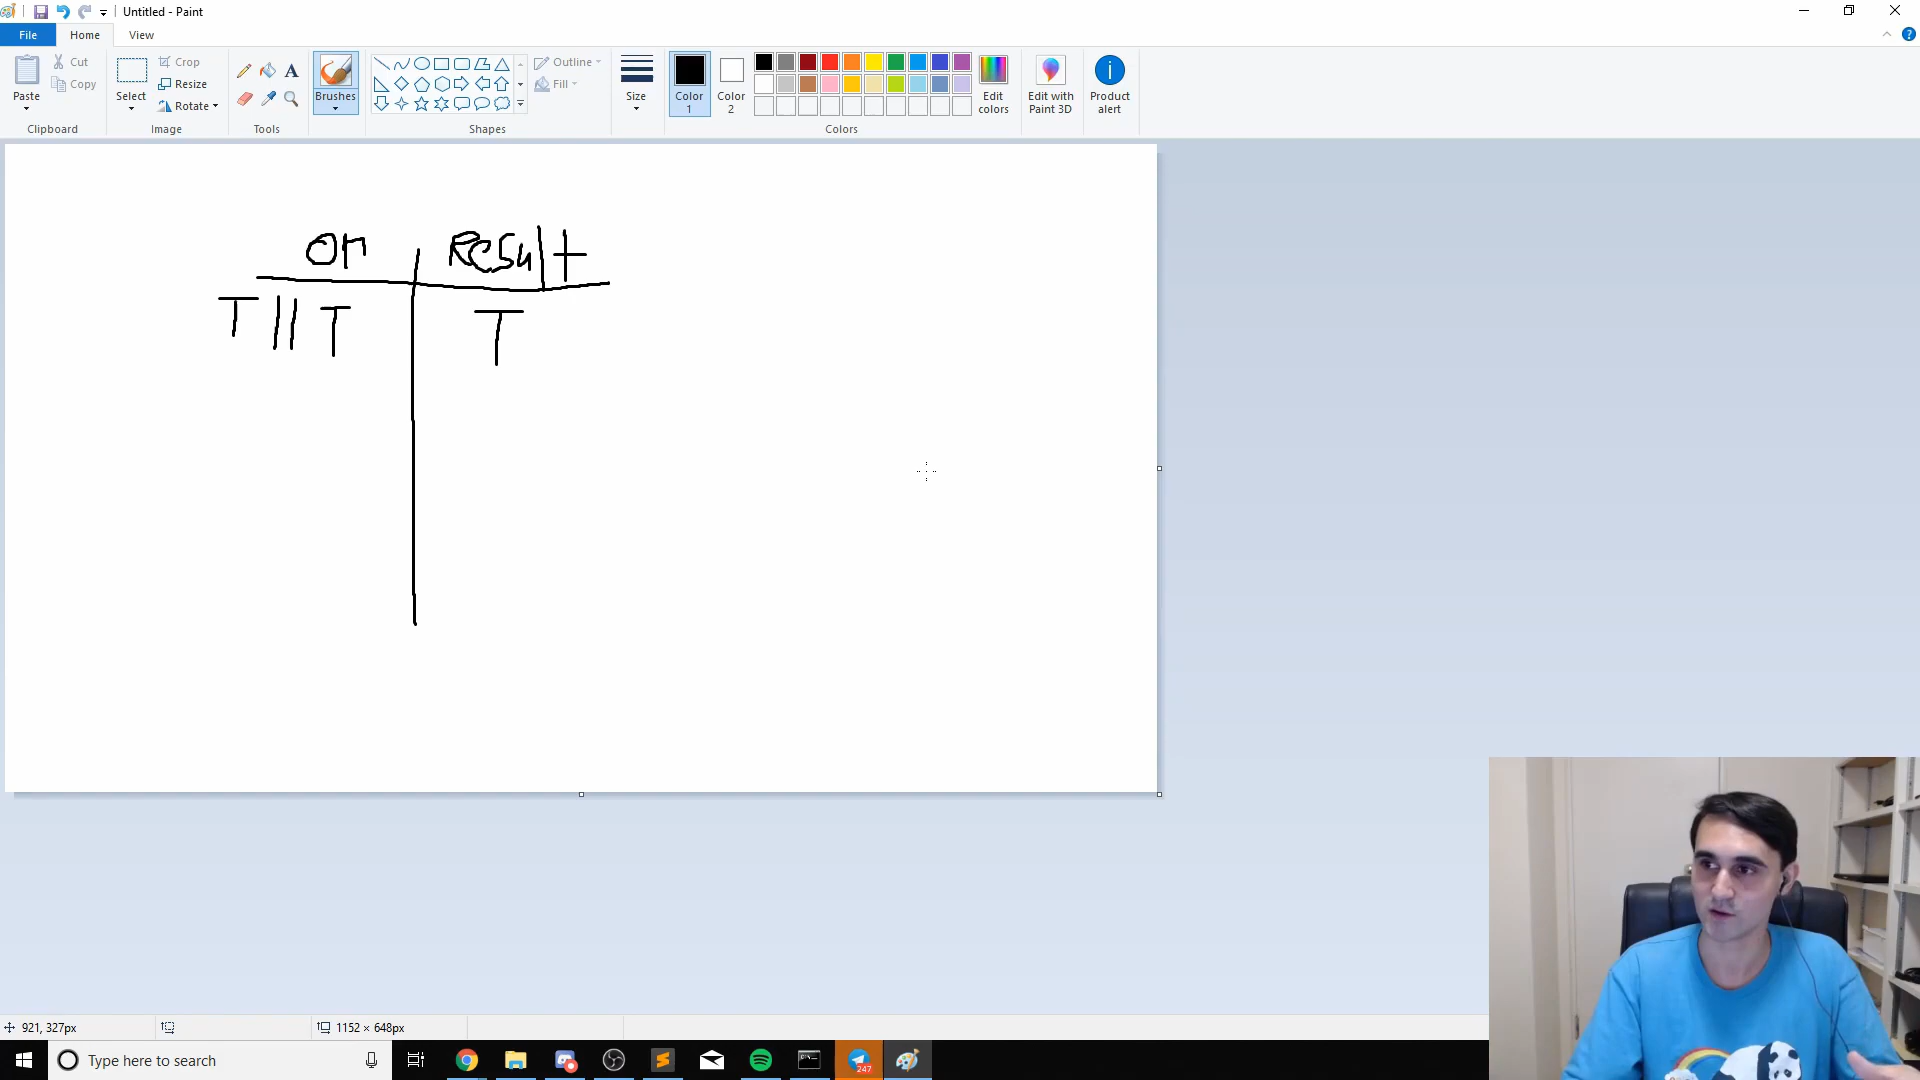 Untitled - Paint
File Home View
Paste Cut Copy Clipboard
Select Crop Resize Rotate Image
Tools
Brushes
Shapes
Outline Fill
Size
Color 1 Color 2
Edit colors Colors
Edit with Paint 3D
Product alert
Or Result
T || T T
921, 327px
1152 × 648px
Type here to search
247